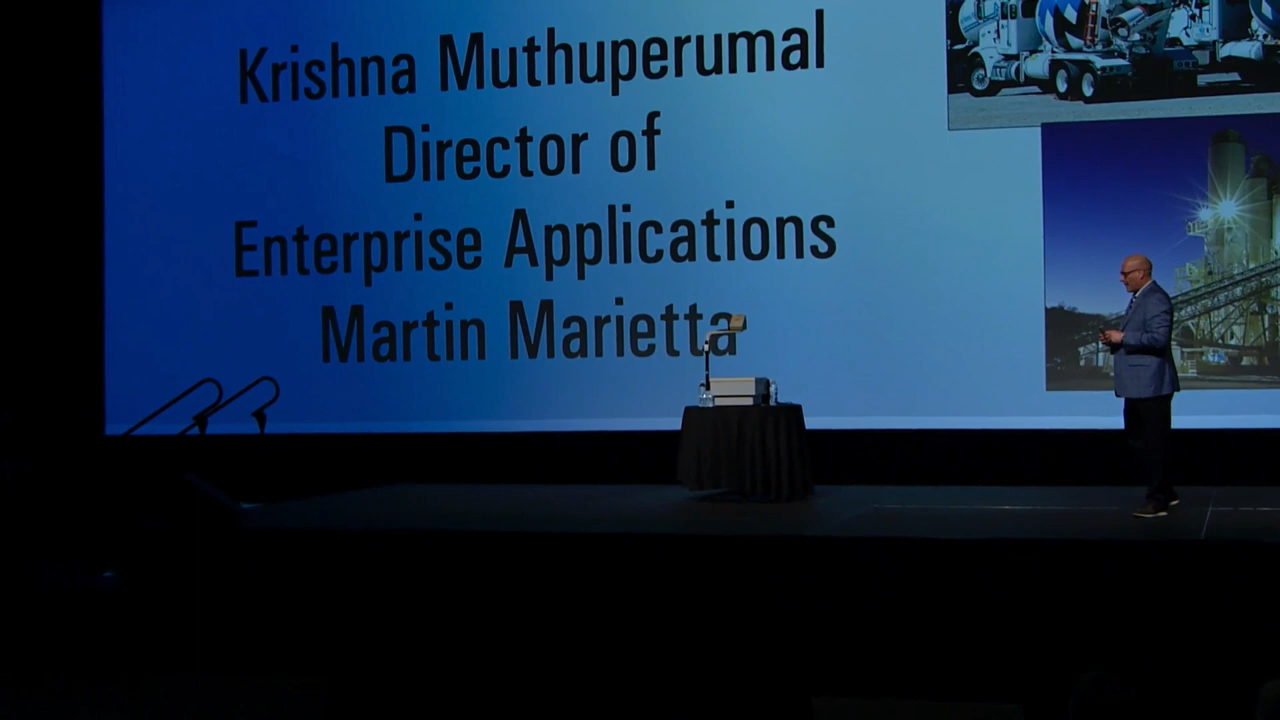 Krishna Muthuperumal
Director of
Enterprise Applications
Martin Marietta